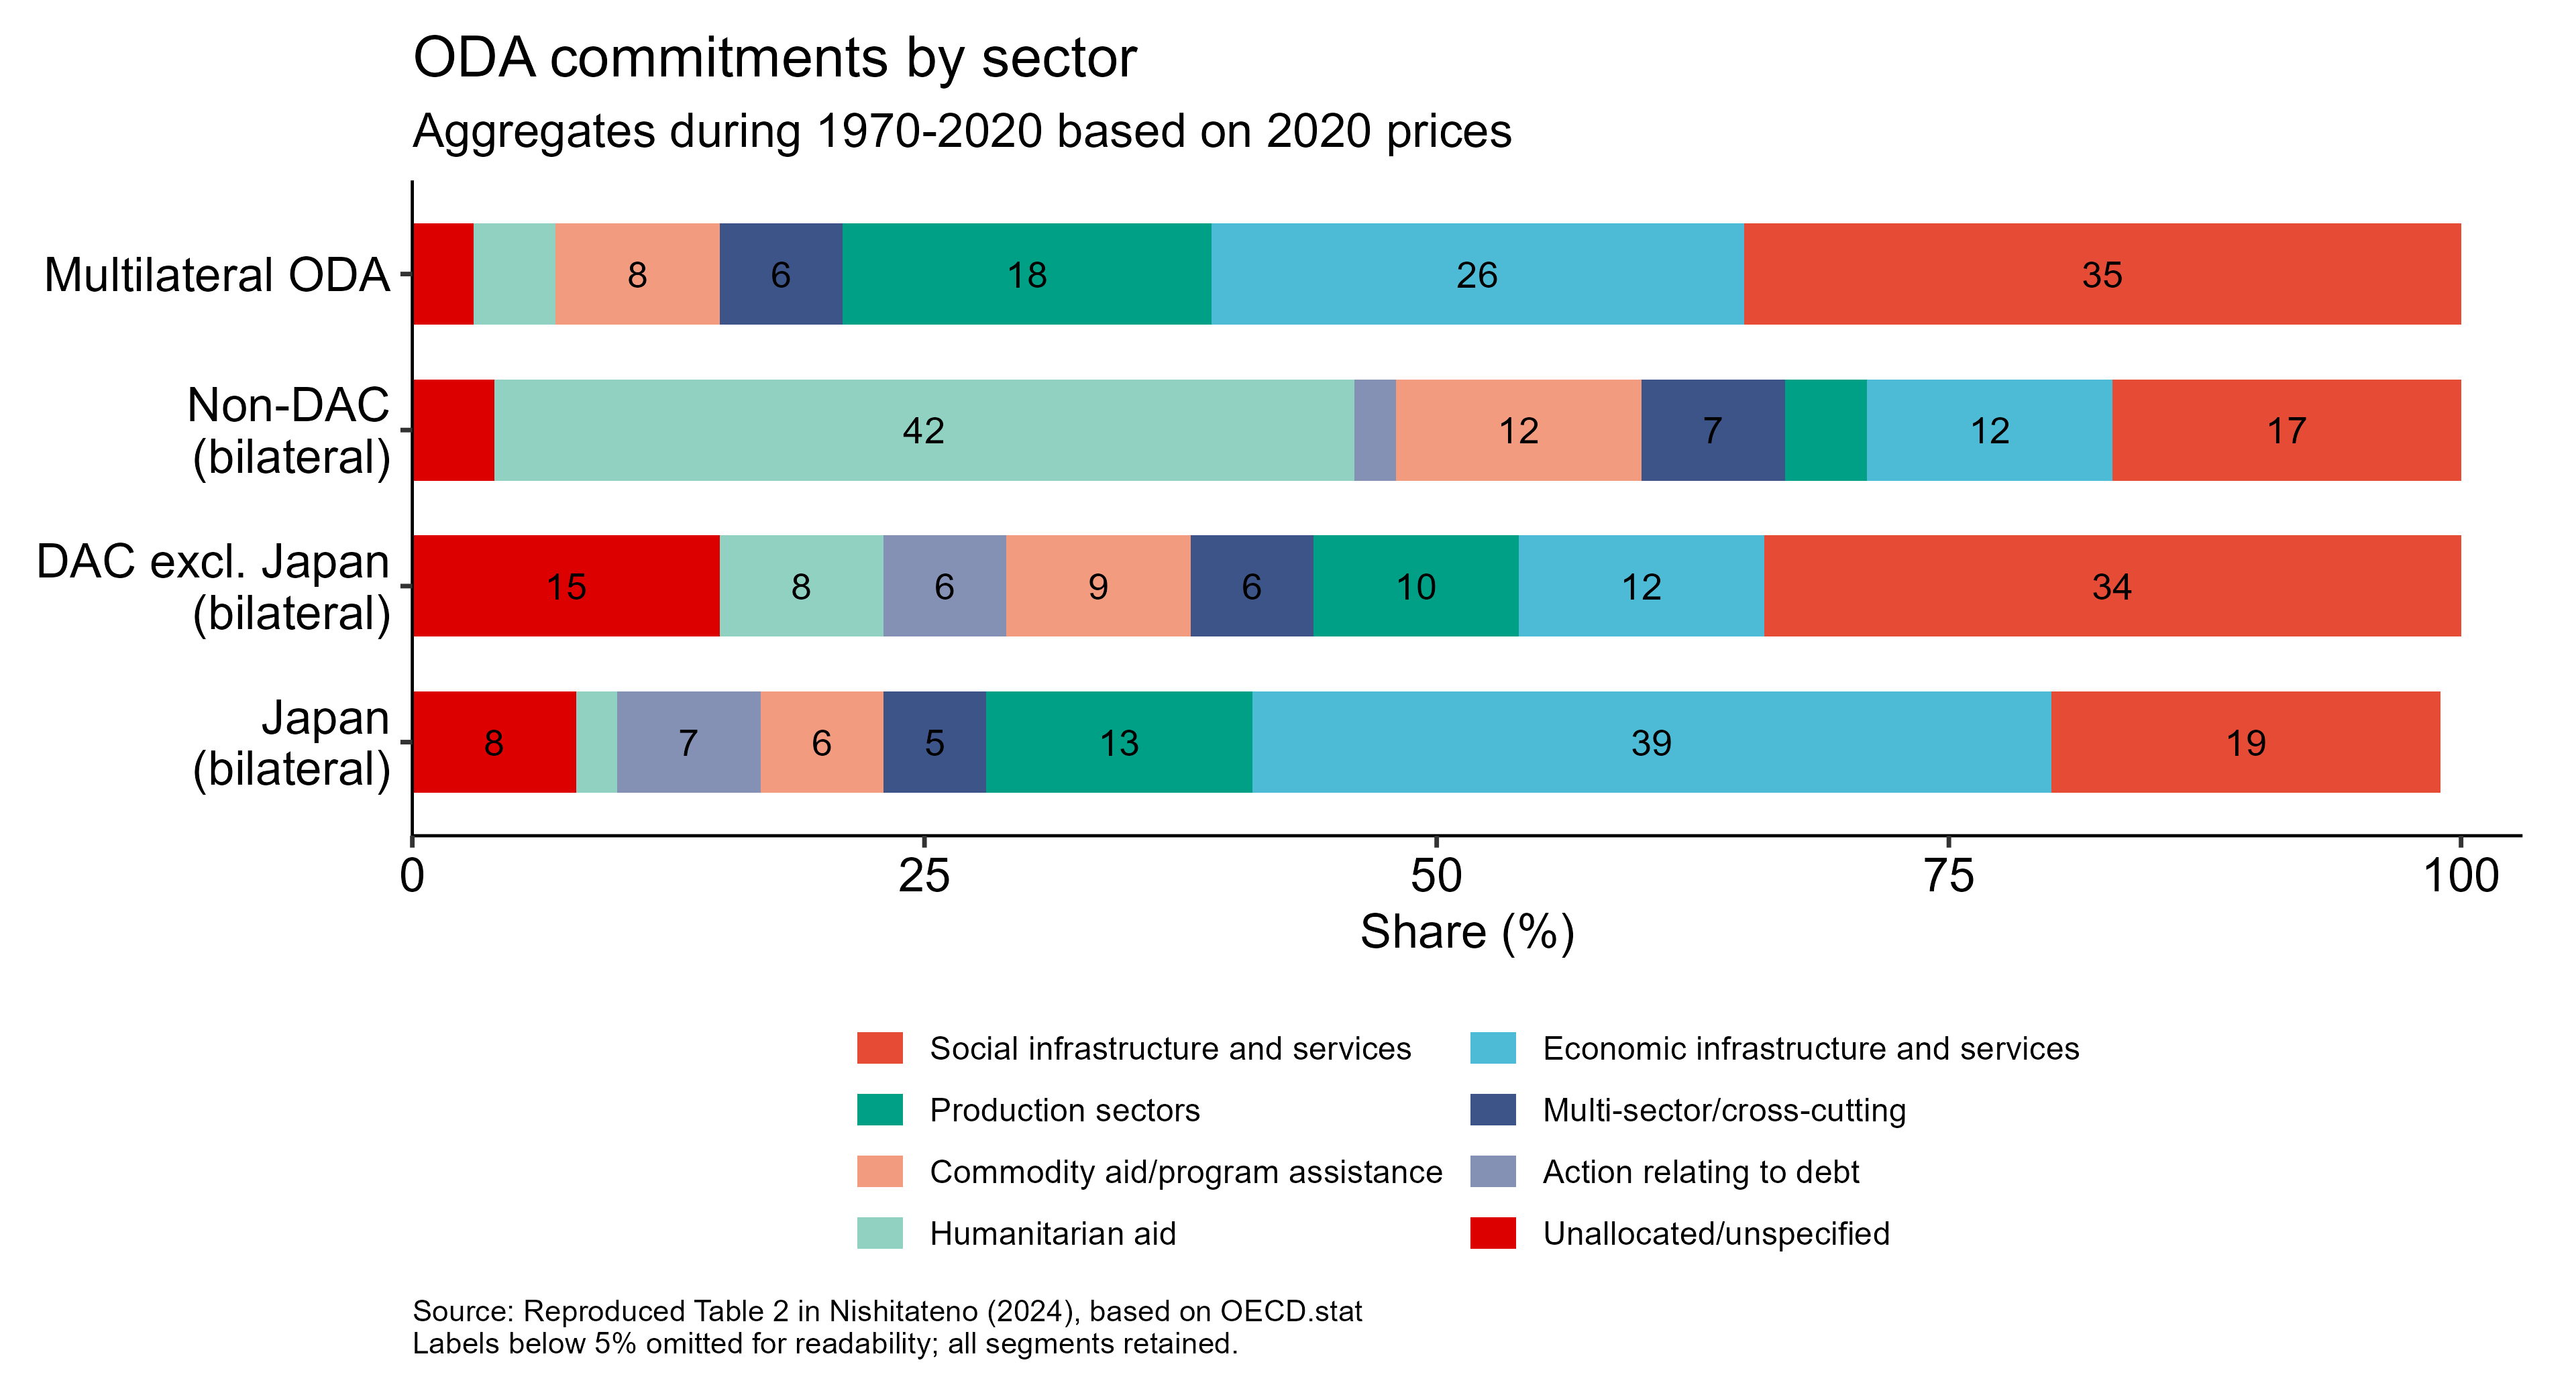 ODA commitments by sector
Aggregates during 1970-2020 based on 2020 prices
Multilateral ODA
8 6 18 26 35
Non-DAC
(bilateral)
42 12 7 12 17
DAC excl. Japan
(bilateral)
15 8 6 9 6 10 12 34
Japan
(bilateral)
8 7 6 5 13 39 19
0 25 50 75 100
Share (%)
Social infrastructure and services
Economic infrastructure and services
Production sectors
Multi-sector/cross-cutting
Commodity aid/program assistance
Action relating to debt
Humanitarian aid
Unallocated/unspecified
Source: Reproduced Table 2 in Nishitateno (2024), based on OECD.stat
Labels below 5% omitted for readability; all segments retained.